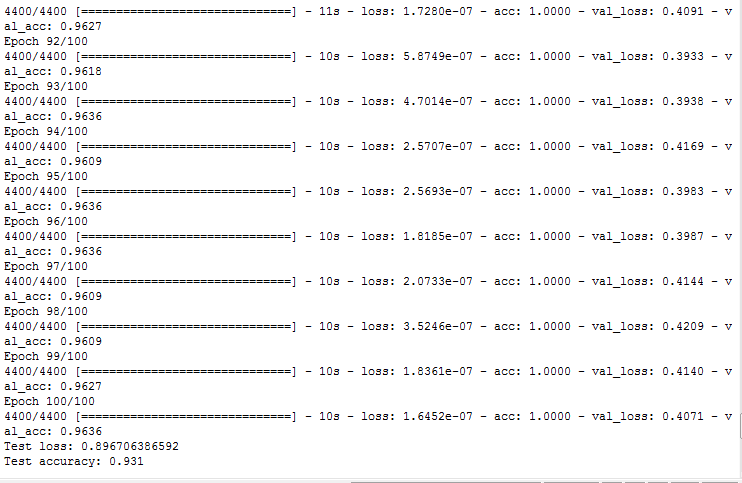 4400/4400 [==============================] - 11s - loss: 1.7280e-07 - acc: 1.0000 - val_loss: 0.4091 - v
al_acc: 0.9627
Epoch 92/100
4400/4400 [==============================] - 10s - loss: 5.8749e-07 - acc: 1.0000 - val_loss: 0.3933 - v
al_acc: 0.9618
Epoch 93/100
4400/4400 [==============================] - 10s - loss: 4.7014e-07 - acc: 1.0000 - val_loss: 0.3938 - v
al_acc: 0.9636
Epoch 94/100
4400/4400 [==============================] - 10s - loss: 2.5707e-07 - acc: 1.0000 - val_loss: 0.4169 - v
al_acc: 0.9609
Epoch 95/100
4400/4400 [==============================] - 10s - loss: 2.5693e-07 - acc: 1.0000 - val_loss: 0.3983 - v
al_acc: 0.9636
Epoch 96/100
4400/4400 [==============================] - 10s - loss: 1.8185e-07 - acc: 1.0000 - val_loss: 0.3987 - v
al_acc: 0.9636
Epoch 97/100
4400/4400 [==============================] - 10s - loss: 2.0733e-07 - acc: 1.0000 - val_loss: 0.4144 - v
al_acc: 0.9609
Epoch 98/100
4400/4400 [==============================] - 10s - loss: 3.5246e-07 - acc: 1.0000 - val_loss: 0.4209 - v
al_acc: 0.9609
Epoch 99/100
4400/4400 [==============================] - 10s - loss: 1.8361e-07 - acc: 1.0000 - val_loss: 0.4140 - v
al_acc: 0.9627
Epoch 100/100
4400/4400 [==============================] - 10s - loss: 1.6452e-07 - acc: 1.0000 - val_loss: 0.4071 - v
al_acc: 0.9636
Test loss: 0.896706386592
Test accuracy: 0.931